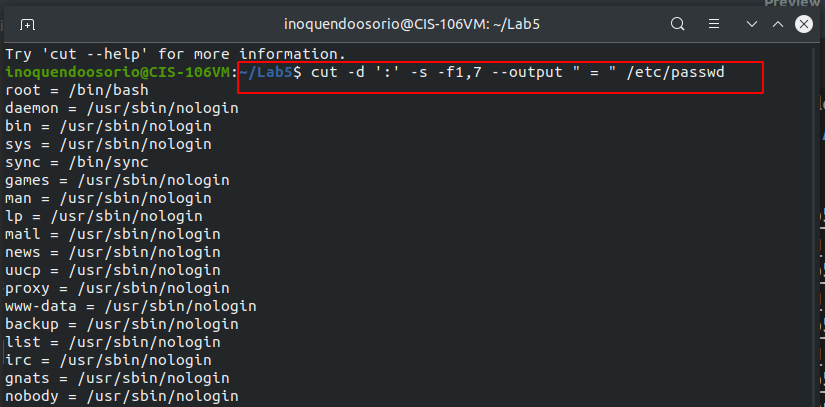 Preview
inoquendoosorio@CIS-106VM: ~/Lab5
Try 'cut --help' for more information.
inoquendoosorio@CIS-106VM:~/Lab5$ cut -d ':' -s -f1,7 --output " = " /etc/passwd
root = /bin/bash
daemon = /usr/sbin/nologin
bin = /usr/sbin/nologin
sys = /usr/sbin/nologin
sync = /bin/sync
games = /usr/sbin/nologin
man = /usr/sbin/nologin
lp = /usr/sbin/nologin
mail = /usr/sbin/nologin
news = /usr/sbin/nologin
uucp = /usr/sbin/nologin
proxy = /usr/sbin/nologin
www-data = /usr/sbin/nologin
backup = /usr/sbin/nologin
list = /usr/sbin/nologin
irc = /usr/sbin/nologin
gnats = /usr/sbin/nologin
nobody = /usr/sbin/nologin